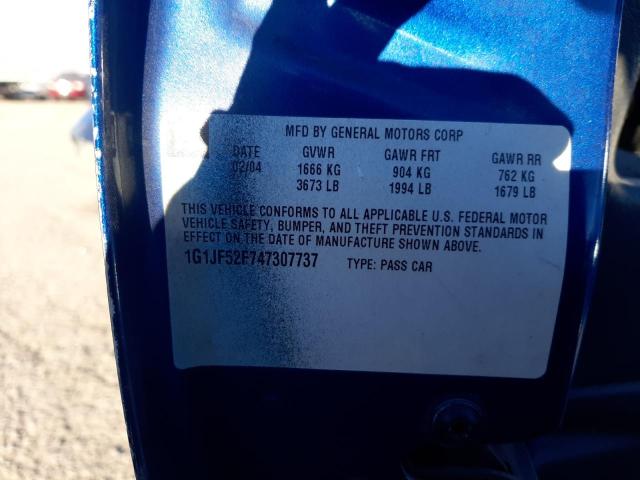 MFD BY GENERAL MOTORS CORP
DATE GVWR GAWR FRT GAWR RR
02/04 1666 KG 904 KG 762 KG
3673 LB 1994 LB 1679 LB
THIS VEHICLE CONFORMS TO ALL APPLICABLE U.S. FEDERAL MOTOR
VEHICLE SAFETY, BUMPER, AND THEFT PREVENTION STANDARDS IN
EFFECT ON THE DATE OF MANUFACTURE SHOWN ABOVE.
1G1JF52F747307737 TYPE: PASS CAR